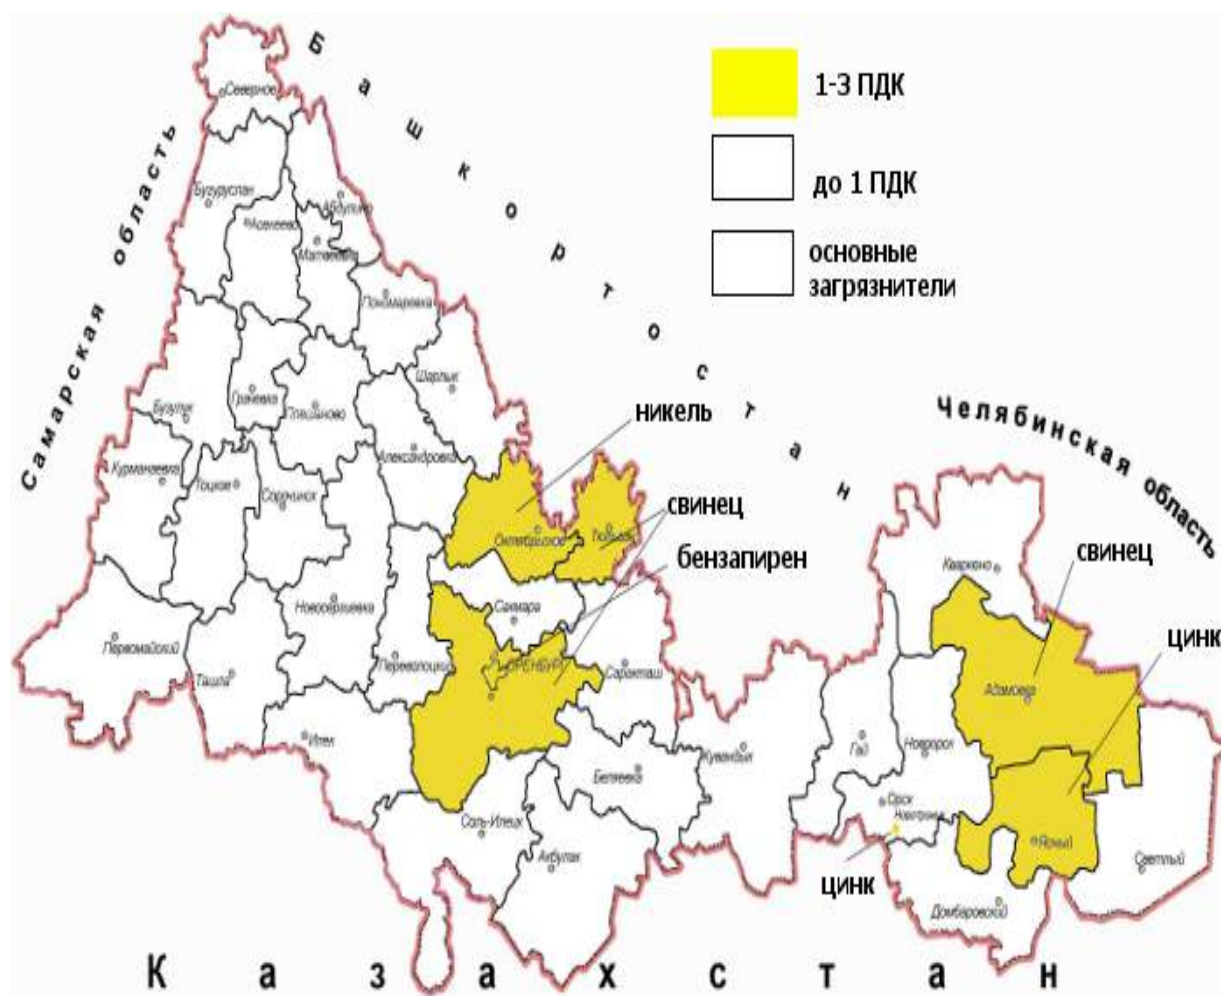 Башкортостан
Самарская область
Челябинская область
Казахстан
1-3 ПДК
до 1 ПДК
основные
загрязнители
никель
свинец
бензапирен
свинец
цинк
цинк
Северное
Бугуруслан
Абдулино
Матвеевка
Пономаревка
Шарлык
Грачевка
Бузулук
Плешаново
Александровка
Курманаевка
Тоцкое
Сорочинск
Октябрьское
Новосергиевка
Сакмара
Первомайский
Ташла
Переволоцкий
ОРЕНБУРГ
Саракташ
Илек
Беляевка
Кувандык
Соль-Илецк
Акбулак
Кваркено
Адамовка
Гай
Новоорск
Орск
Ясный
Светлый
Домбаровский